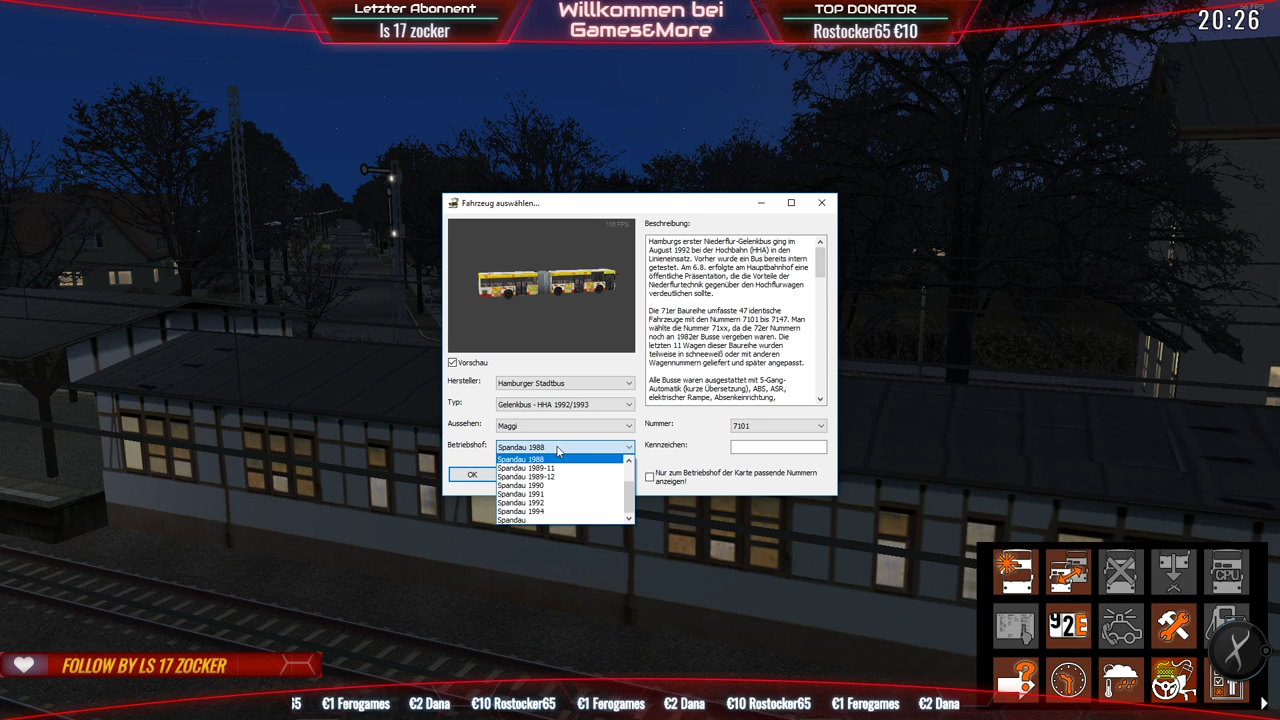 Letzter Abonnent
ls 17 zocker
Willkommen bei
Games&More
TOP DONATOR
Rostocker65 €10
20:26
Fahrzeug auswählen...
118 FPS
Vorschau
Hersteller:
Hamburger Stadtbus
Typ:
Gelenkbus - HHA 1992/1993
Aussehen:
Maggi
Betriebshof:
Spandau 1988
Spandau 1988
Spandau 1989-11
Spandau 1989-12
Spandau 1990
Spandau 1991
Spandau 1992
Spandau 1994
Spandau
OK
Beschreibung:
Hamburgs erster Niederflur-Gelenkbus ging im
August 1992 bei der Hochbahn (HHA) in den
Linieneinsatz. Vorher wurde ein Bus bereits intern
getestet. Am 6.8. erfolgte am Hauptbahnhof eine
öffentliche Präsentation, die die Vorteile der
Niederflurtechnik gegenüber den Hochflurwagen
verdeutlichen sollte.
Die 71er Baureihe umfasste 47 identische
Fahrzeuge mit den Nummern 7101 bis 7147. Man
wählte die Nummer 71xx, da die 72er Nummern
noch an 1982er Busse vergeben waren. Die
letzten 11 Wagen dieser Baureihe wurden
teilweise in schneeweiß oder mit anderen
Wagennummern geliefert und später angepasst.
Alle Busse waren ausgestattet mit 5-Gang-
Automatik (kurze Übersetzung), ABS, ASR,
elektrischer Rampe, Absenkeinrichtung,
Nummer:
7101
Kennzeichen:
Nur zum Betriebshof der Karte passende Nummern
anzeigen!
CPU
92E
FOLLOW BY LS 17 ZOCKER
65 €1 Ferogames €2 Dana €10 Rostocker65 €1 Ferogames €2 Dana €10 Rostocker65 €1 Ferogames €2 Dana